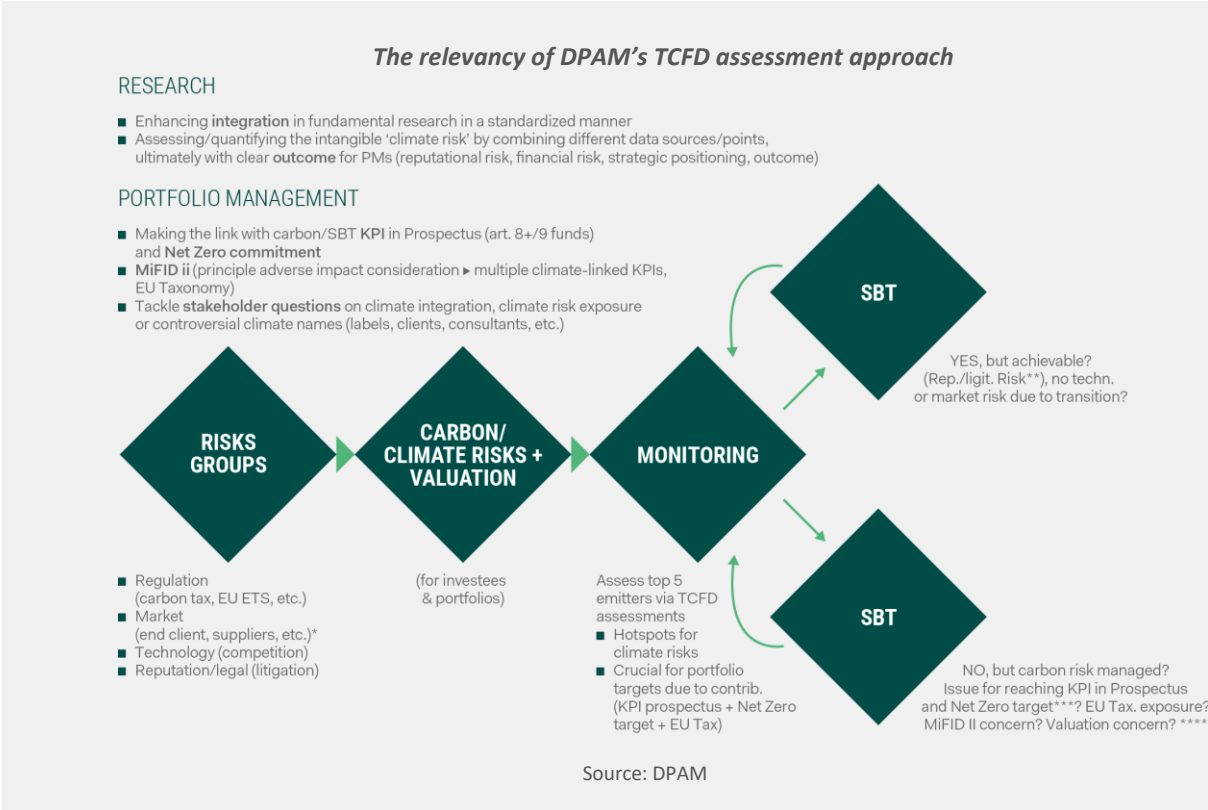 The relevancy of DPAM's TCFD assessment approach
RESEARCH
■ Enhancing integration in fundamental research in a standardized manner
■ Assessing/quantifying the intangible 'climate risk' by combining different data sources/points,
ultimately with clear outcome for PMs (reputational risk, financial risk, strategic positioning, outcome)
PORTFOLIO MANAGEMENT
■ Making the link with carbon/SBT KPI in Prospectus (art. 8+/9 funds)
and Net Zero commitment
■ MiFID ii (principle adverse impact consideration ▸ multiple climate-linked KPIs,
EU Taxonomy)
■ Tackle stakeholder questions on climate integration, climate risk exposure
or controversial climate names (labels, clients, consultants, etc.)
RISKS
GROUPS
■ Regulation
(carbon tax, EU ETS, etc.)
■ Market
(end client, suppliers, etc.)*
■ Technology (competition)
■ Reputation/legal (litigation)
CARBON/
CLIMATE RISKS +
VALUATION
(for investees
& portfolios)
MONITORING
Assess top 5
emitters via TCFD
assessments
■ Hotspots for
climate risks
■ Crucial for portfolio
targets due to contrib.
(KPI prospectus + Net Zero
target + EU Tax)
SBT
YES, but achievable?
(Rep./ligit. Risk**), no techn.
or market risk due to transition?
SBT
NO, but carbon risk managed?
Issue for reaching KPI in Prospectus
and Net Zero target***? EU Tax. exposure?
MiFID II concern? Valuation concern? ****
Source: DPAM